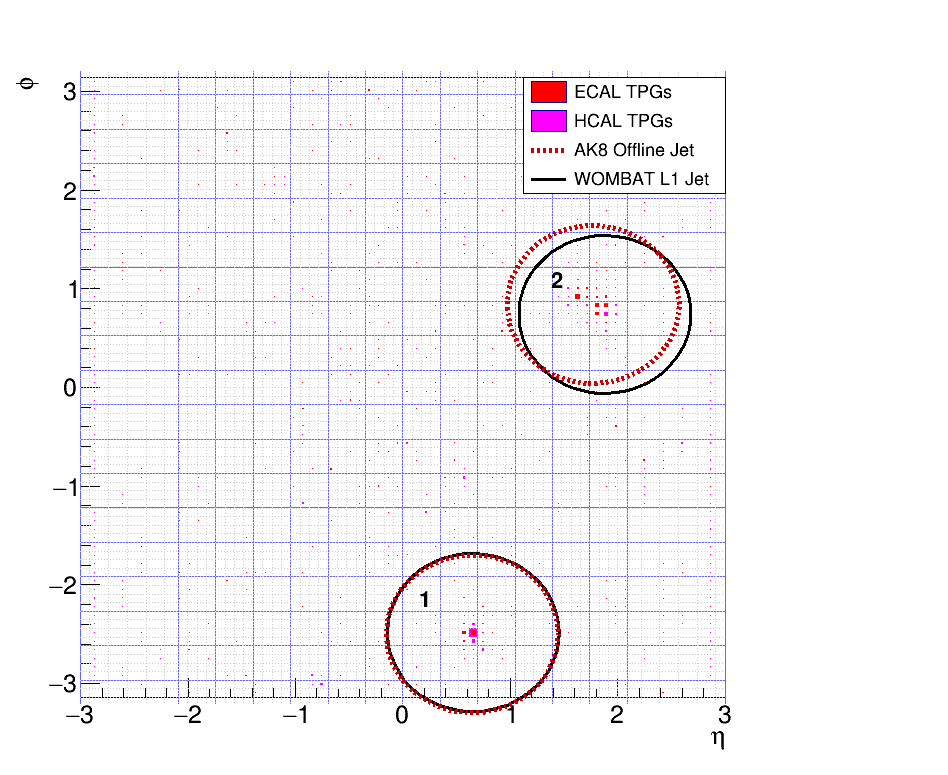 φ
3
2
1
0
−1
−2
−3
ECAL TPGs
HCAL TPGs
AK8 Offline Jet
WOMBAT L1 Jet
2
1
−3 −2 −1 0 1 2 3
η